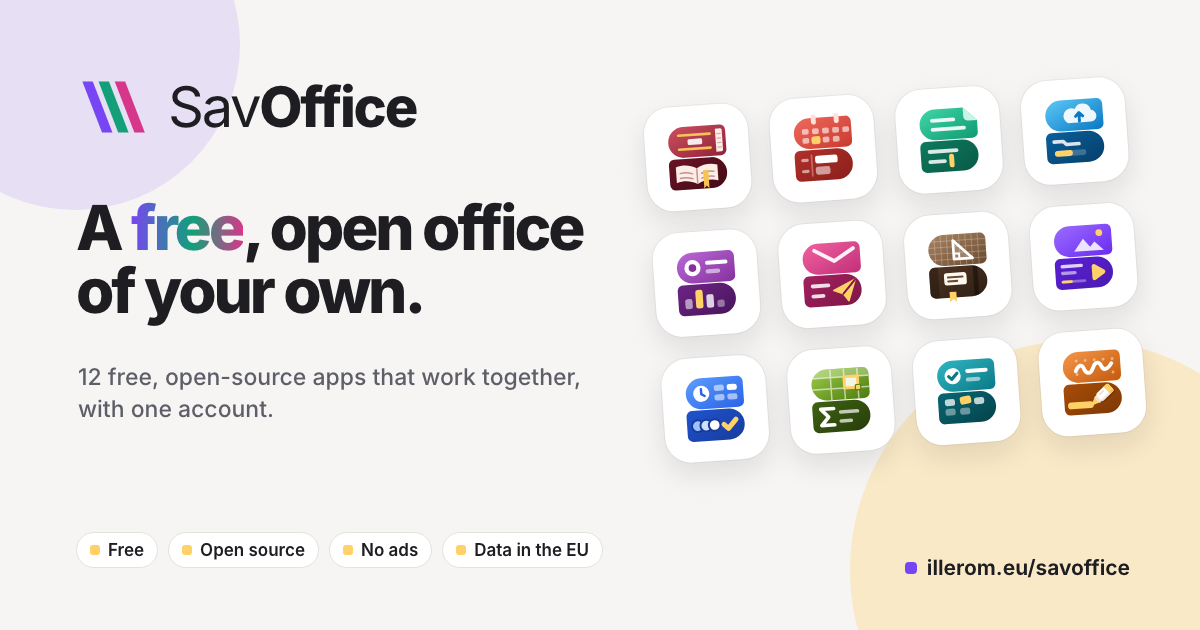 SavOffice
A free, open office
of your own.
12 free, open-source apps that work together,
with one account.
Free
Open source
No ads
Data in the EU
illerom.eu/savoffice